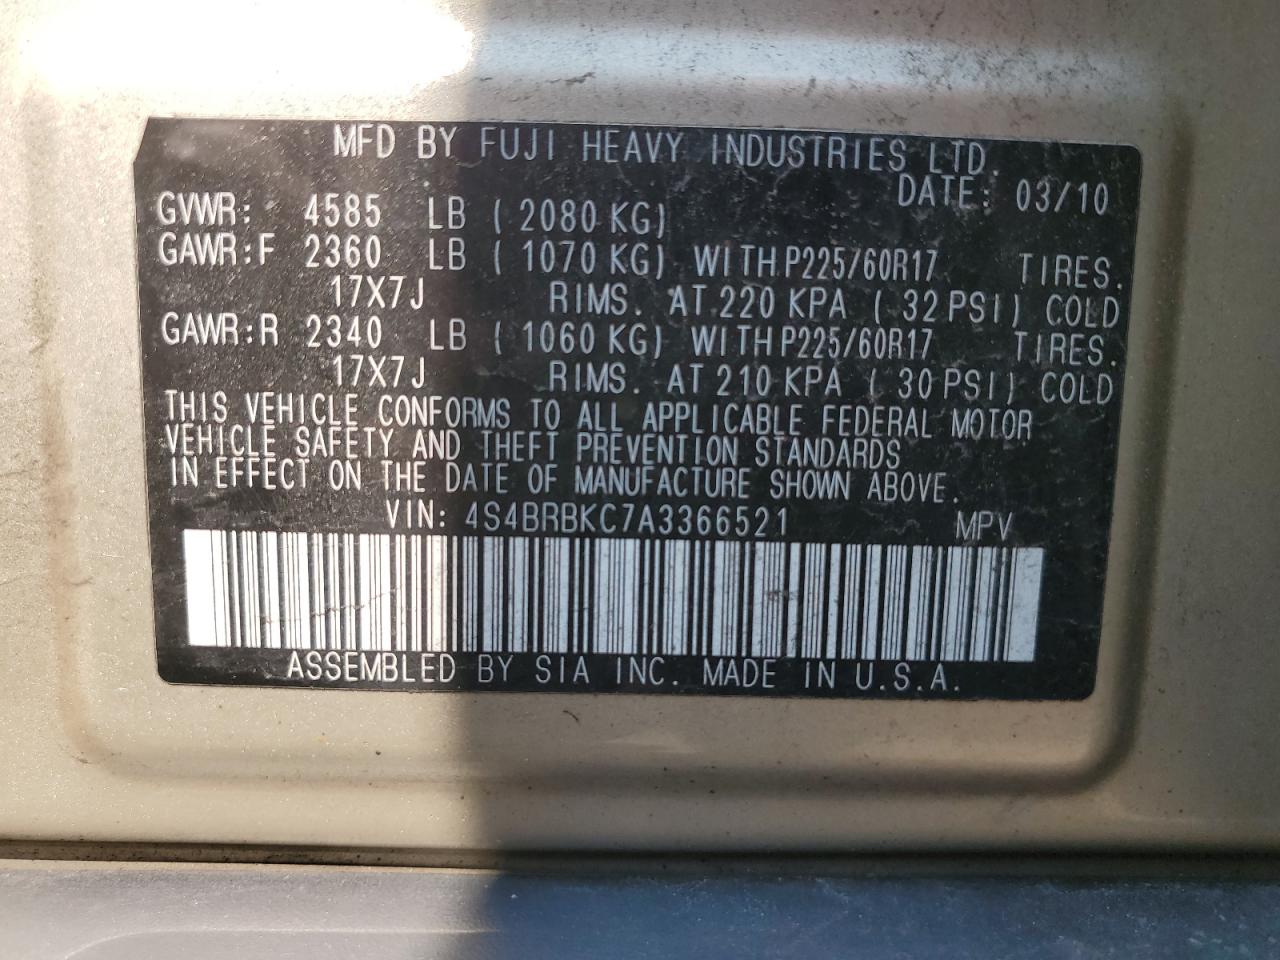 MFD BY FUJI HEAVY INDUSTRIES LTD.
DATE: 03/10
GVWR: 4585 LB ( 2080 KG)
GAWR:F 2360 LB ( 1070 KG) WITH P225/60R17 TIRES.
17X7J RIMS. AT 220 KPA ( 32 PSI) COLD
GAWR:R 2340 LB ( 1060 KG) WITH P225/60R17 TIRES.
17X7J RIMS. AT 210 KPA ( 30 PSI) COLD
THIS VEHICLE CONFORMS TO ALL APPLICABLE FEDERAL MOTOR
VEHICLE SAFETY AND THEFT PREVENTION STANDARDS
IN EFFECT ON THE DATE OF MANUFACTURE SHOWN ABOVE.
VIN: 4S4BRBKC7A3366521 MPV
ASSEMBLED BY SIA INC. MADE IN U.S.A.